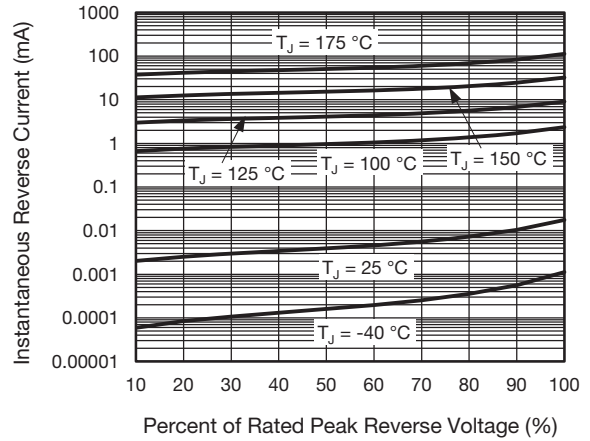 Instantaneous Reverse Current (mA)
1000
100
10
1
0.1
0.01
0.001
0.0001
0.00001
TJ = 175 °C
TJ = 125 °C
TJ = 100 °C
TJ = 150 °C
TJ = 25 °C
TJ = -40 °C
10 20 30 40 50 60 70 80 90 100
Percent of Rated Peak Reverse Voltage (%)